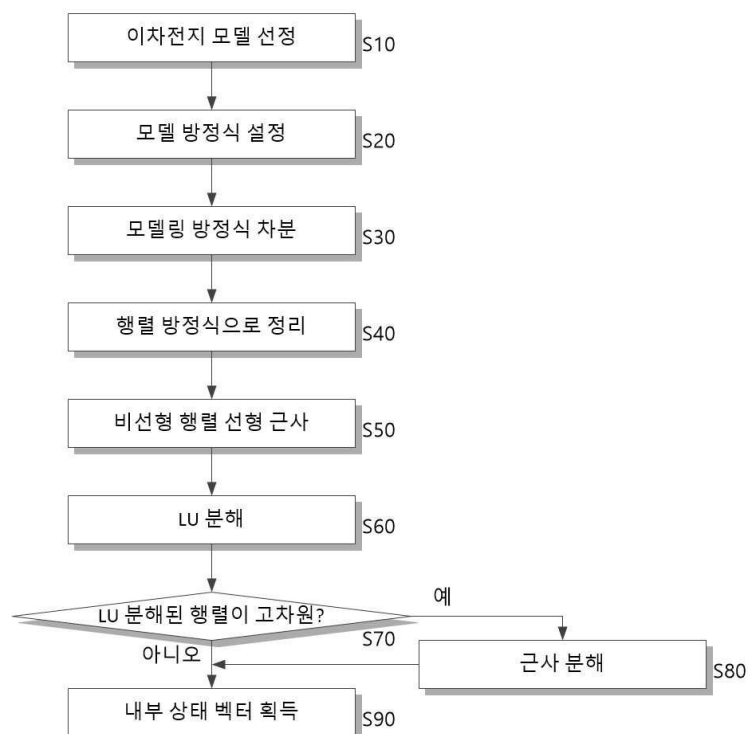 이차전지 모델 선정
S10
모델 방정식 설정
S20
모델링 방정식 차분
S30
행렬 방정식으로 정리
S40
비선형 행렬 선형 근사
S50
LU 분해
S60
LU 분해된 행렬이 고차원?
S70
예
아니오
근사 분해
S80
내부 상태 벡터 획득
S90